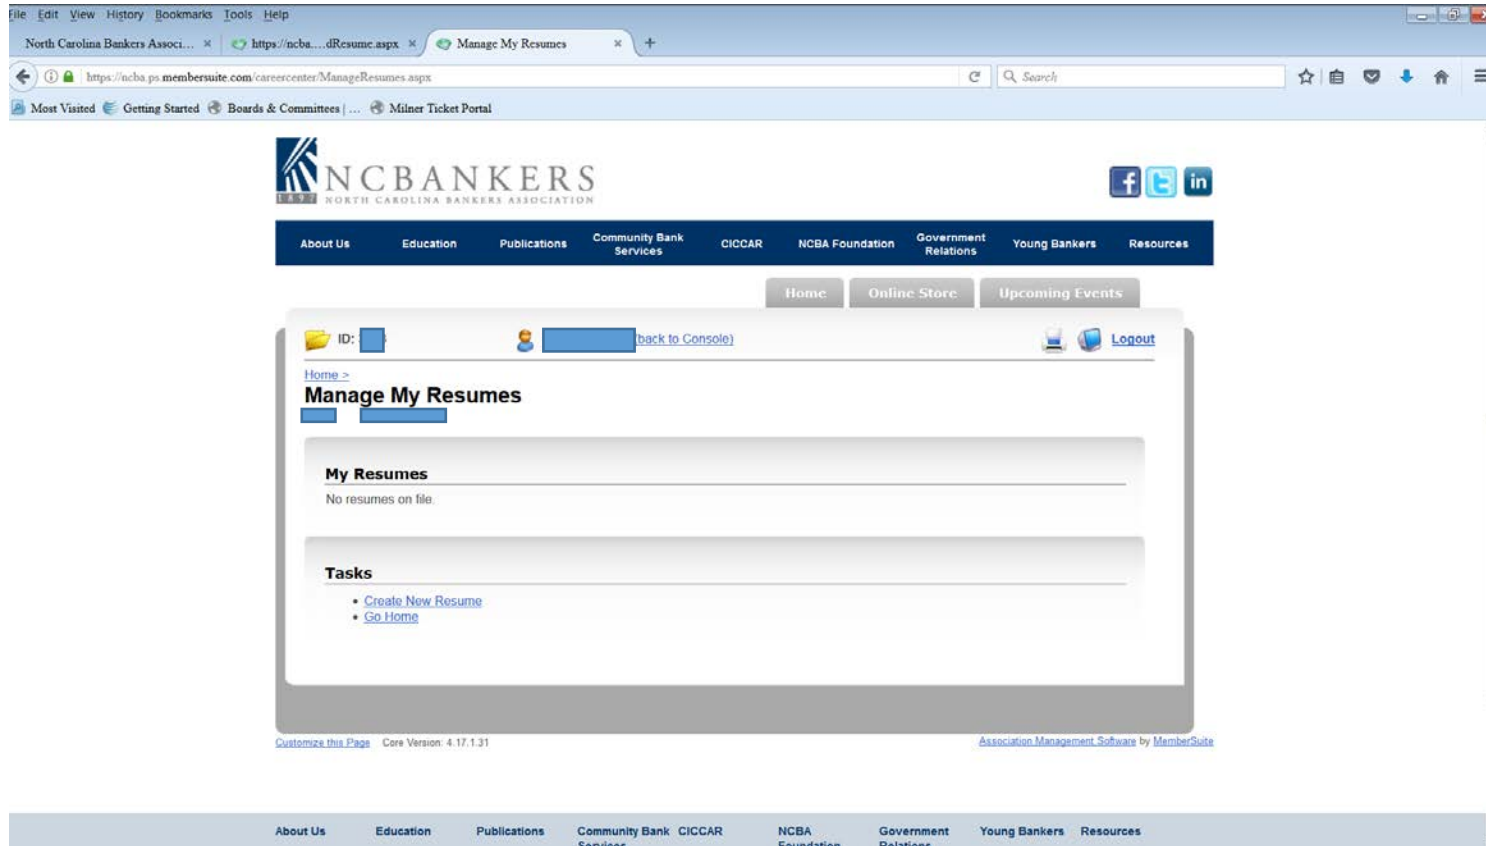 File Edit View History Bookmarks Tools Help
North Carolina Bankers Associ... × https://ncba....dResume.aspx × Manage My Resumes × +
https://ncba.ps.membersuite.com/careercenter/ManageResumes.aspx Search
Most Visited Getting Started Boards & Committees | ... Milner Ticket Portal
NCBANKERS
1897 NORTH CAROLINA BANKERS ASSOCIATION
f t in
About Us Education Publications Community Bank Services CICCAR NCBA Foundation Government Relations Young Bankers Resources
Home Online Store Upcoming Events
ID: (back to Console) Logout
Home >
Manage My Resumes
My Resumes
No resumes on file.
Tasks
• Create New Resume
• Go Home
Customize this Page Core Version: 4.17.1.31 Association Management Software by MemberSuite
About Us Education Publications Community Bank Services CICCAR NCBA Foundation Government Relations Young Bankers Resources